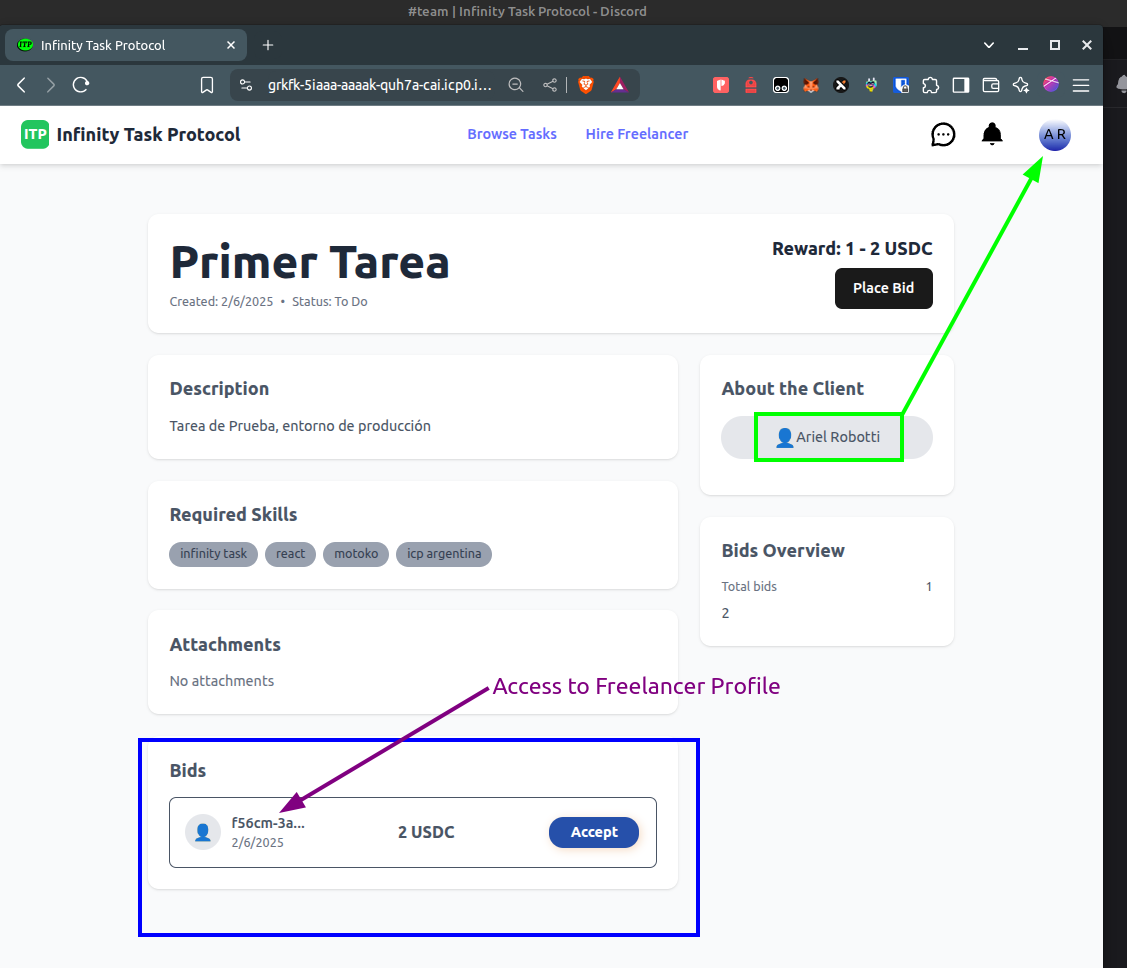 #team | Infinity Task Protocol - Discord
ITP Infinity Task Protocol
grkfk-5iaaa-aaaak-quh7a-cai.icp0.i...
ITP Infinity Task Protocol Browse Tasks Hire Freelancer A R
Primer Tarea
Reward: 1 - 2 USDC
Created: 2/6/2025 • Status: To Do
Place Bid
Description
Tarea de Prueba, entorno de producción
About the Client
Ariel Robotti
Required Skills
infinity task react motoko icp argentina
Bids Overview
Total bids 1
2
Attachments
No attachments
Access to Freelancer Profile
Bids
f56cm-3a...
2/6/2025
2 USDC
Accept